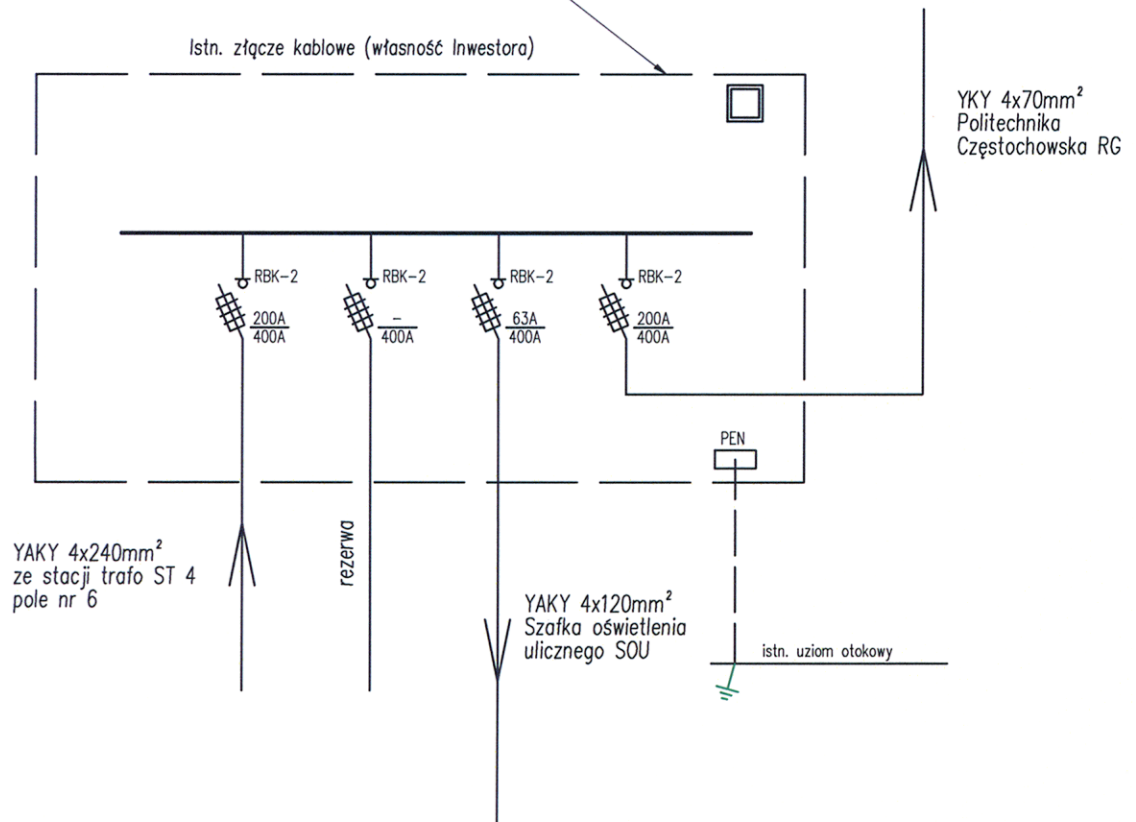 Istn. złącze kablowe (własność Inwestora)
YKY 4x70mm²
Politechnika
Częstochowska RG
RBK-2
200A
400A
RBK-2
-
400A
RBK-2
63A
400A
RBK-2
200A
400A
PEN
YAKY 4x240mm²
ze stacji trafo ST 4
pole nr 6
rezerwa
YAKY 4x120mm²
Szafka oświetlenia
ulicznego SOU
istn. uziom otokowy